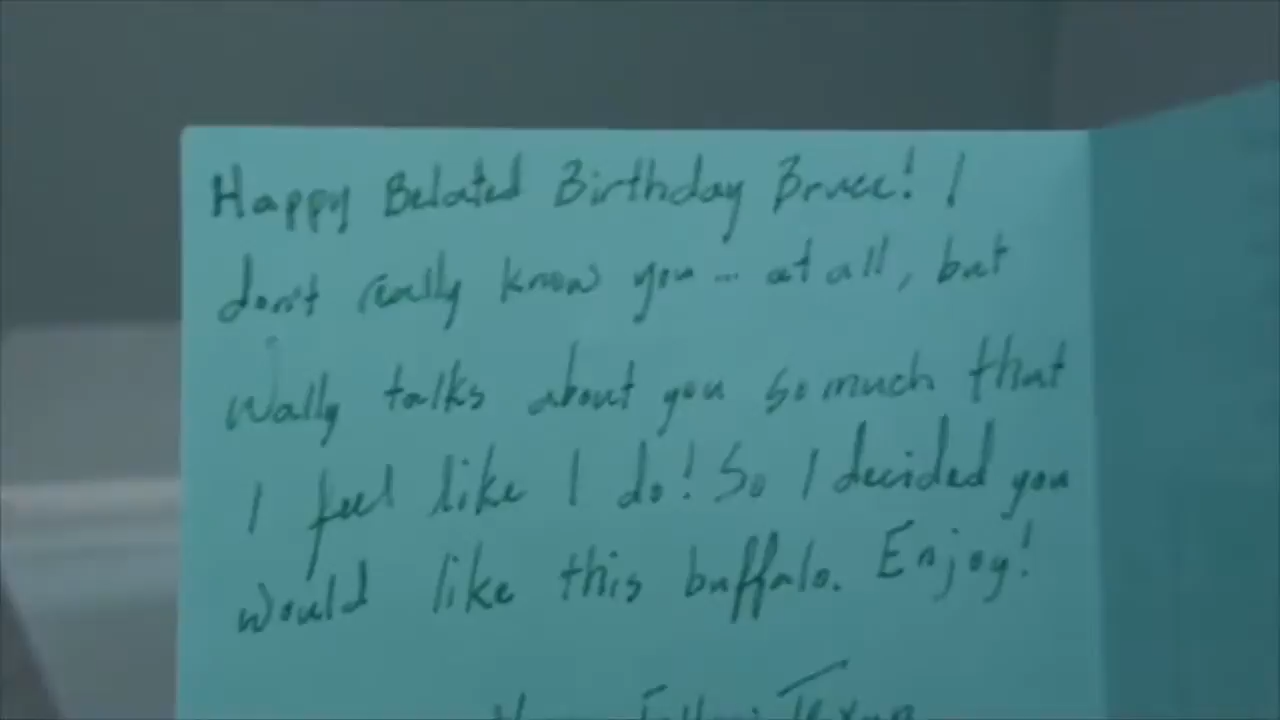 Happy Belated Birthday Bruce! I
don't really know you... at all, but
Wally talks about you so much that
I feel like I do! So I decided you
would like this buffalo. Enjoy!
Texan